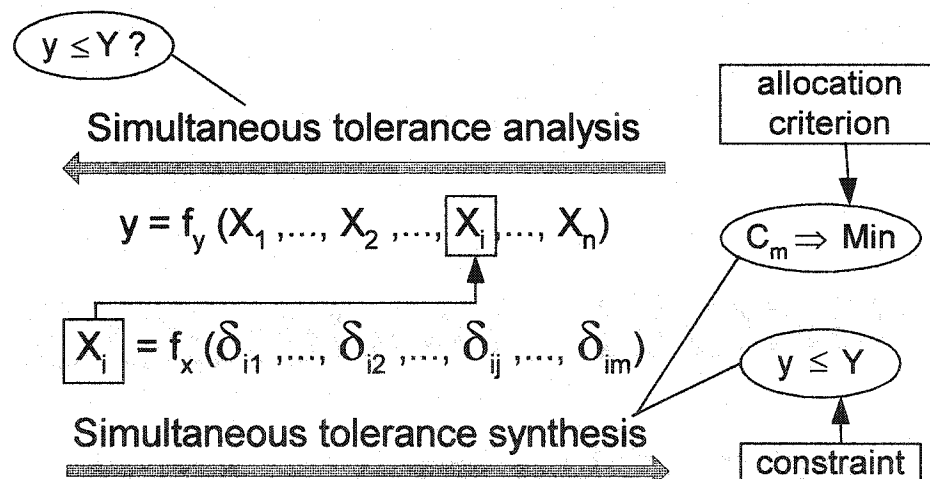 y ≤ Y ?
allocation
criterion
Simultaneous tolerance analysis
y = f_y (X_1 ,..., X_2 ,..., X_i ,..., X_n)
C_m ⇒ Min
X_i = f_x (δ_i1 ,..., δ_i2 ,..., δ_ij ,..., δ_im)
y ≤ Y
Simultaneous tolerance synthesis
constraint